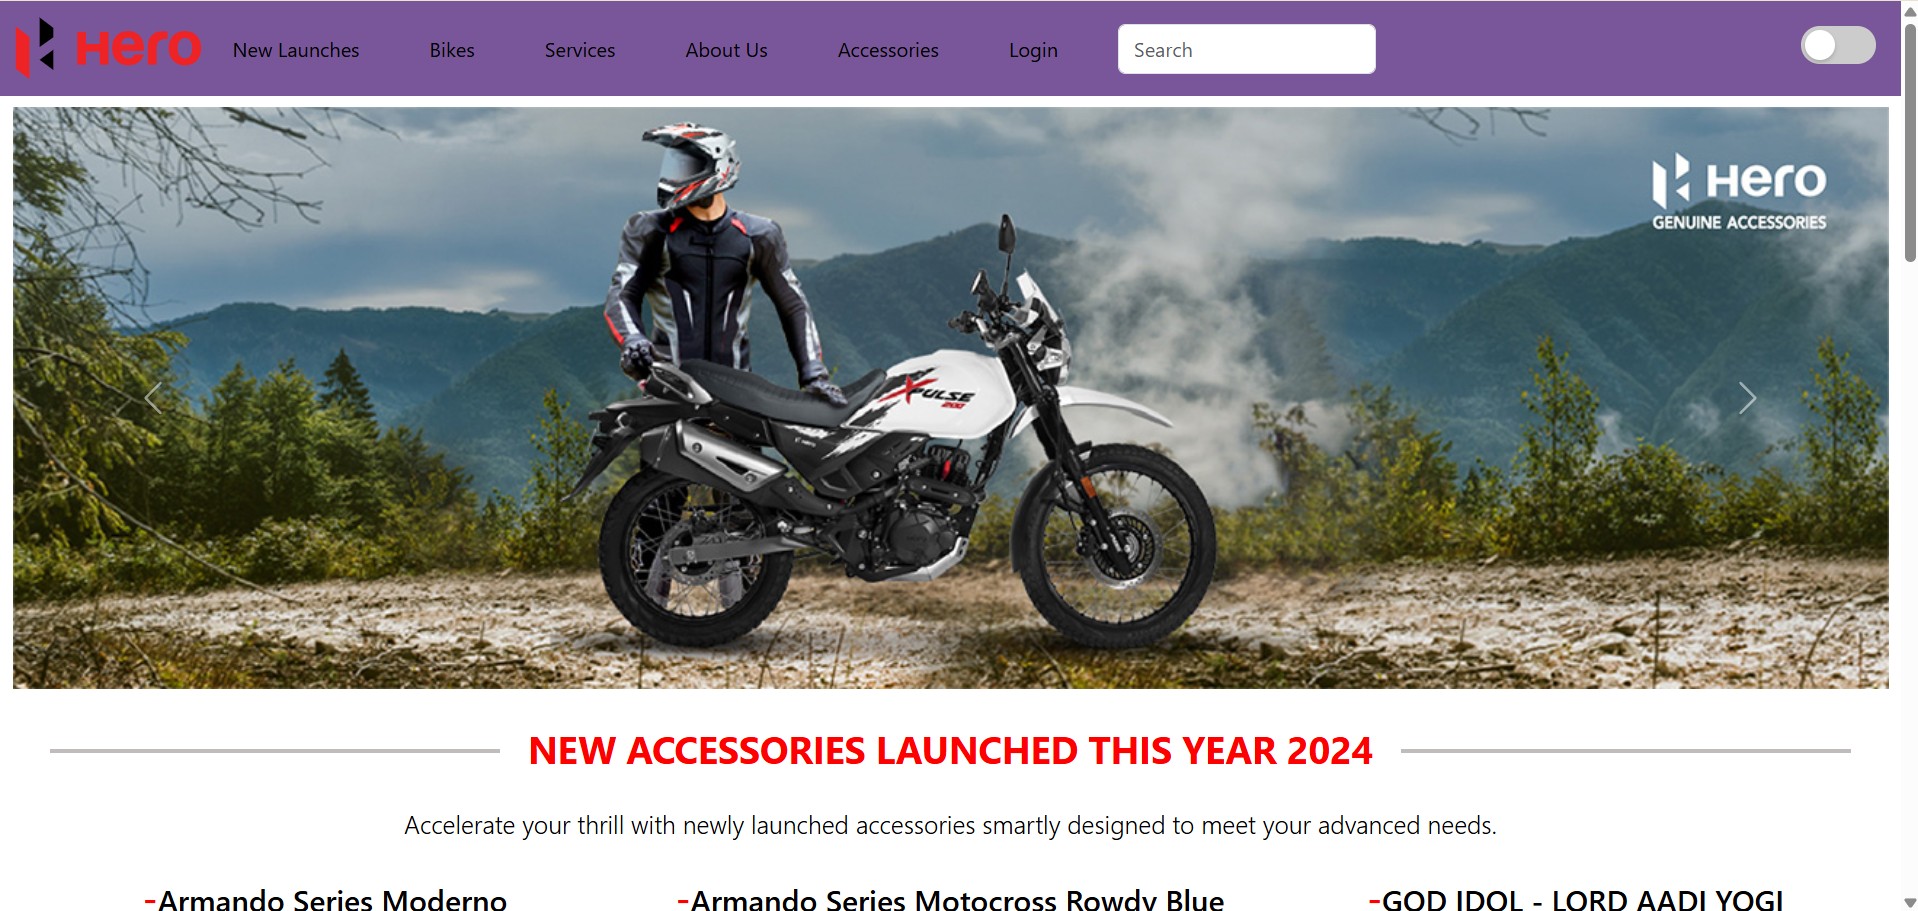 Hero
New Launches
Bikes
Services
About Us
Accessories
Login
Search
Hero
GENUINE ACCESSORIES
XPULSE
200
NEW ACCESSORIES LAUNCHED THIS YEAR 2024
Accelerate your thrill with newly launched accessories smartly designed to meet your advanced needs.
-Armando Series Moderno
-Armando Series Motocross Rowdy Blue
-GOD IDOL - LORD AADI YOGI